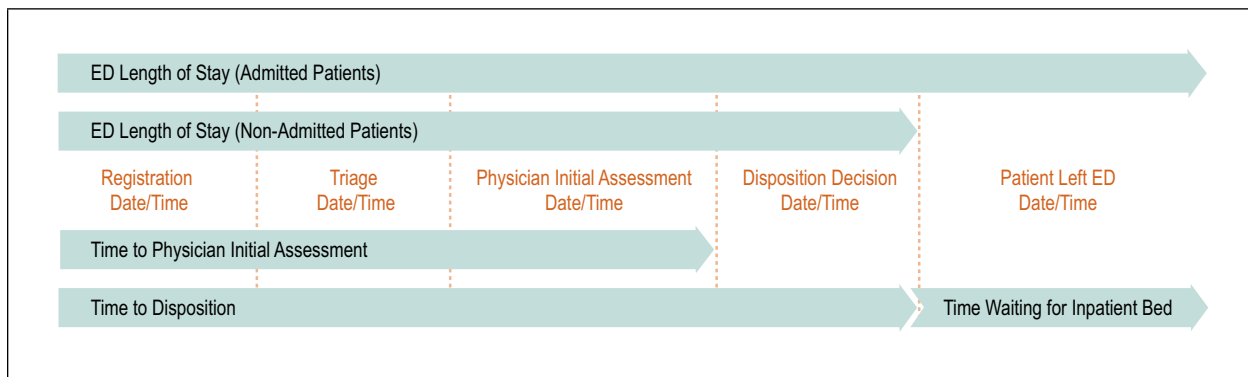 ED Length of Stay (Admitted Patients)
ED Length of Stay (Non-Admitted Patients)
Registration
Date/Time
Triage
Date/Time
Physician Initial Assessment
Date/Time
Disposition Decision
Date/Time
Patient Left ED
Date/Time
Time to Physician Initial Assessment
Time to Disposition
Time Waiting for Inpatient Bed